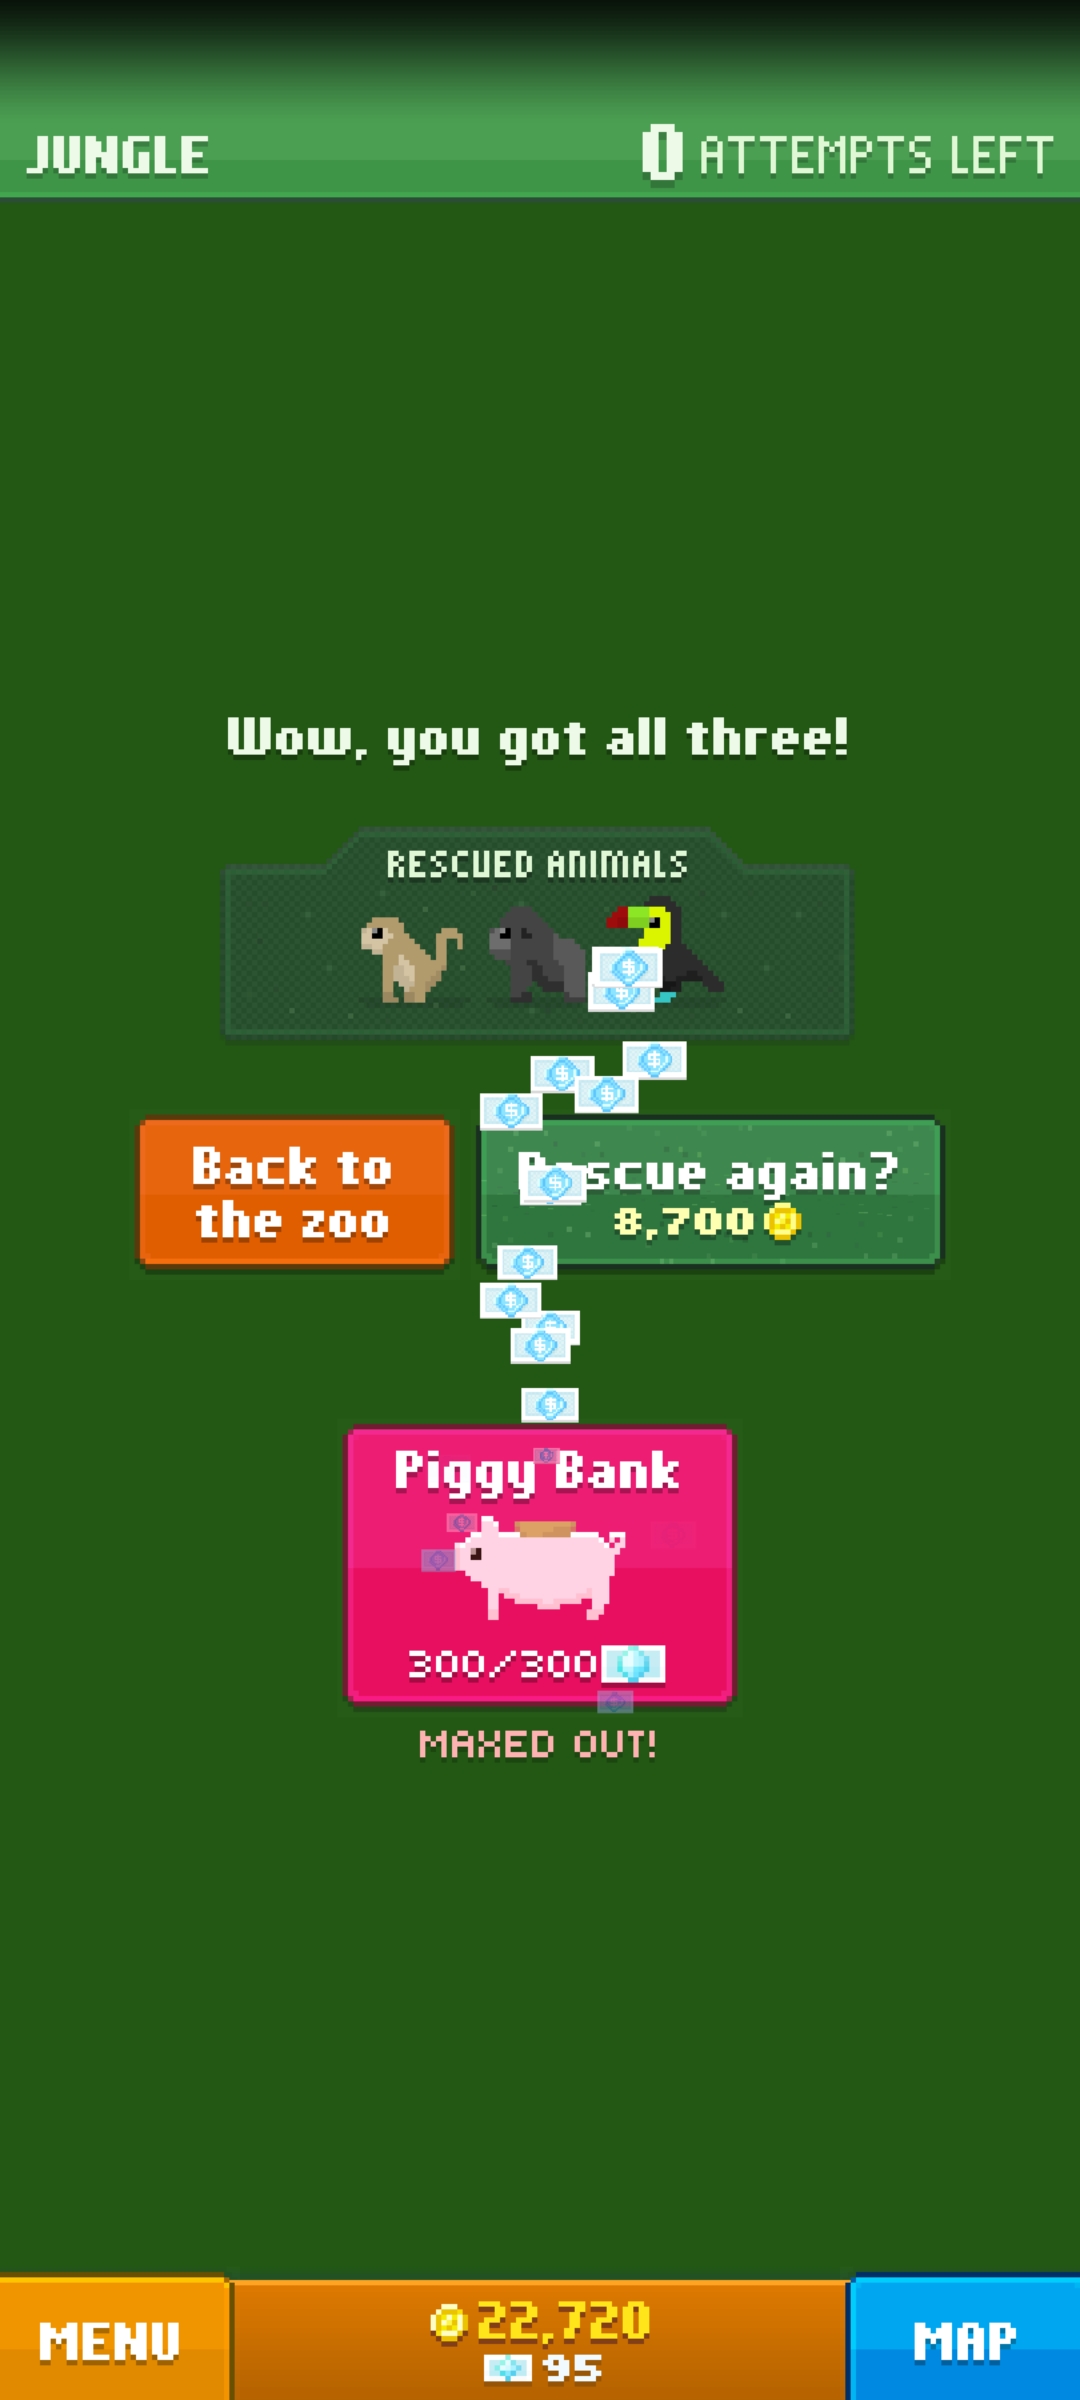 JUNGLE
0 ATTEMPTS LEFT
Wow, you got all three!
RESCUED ANIMALS
Back to
the zoo
again?
8,700
Piggy Bank
300/300
MAXED OUT!
MENU
22,720
95
MAP